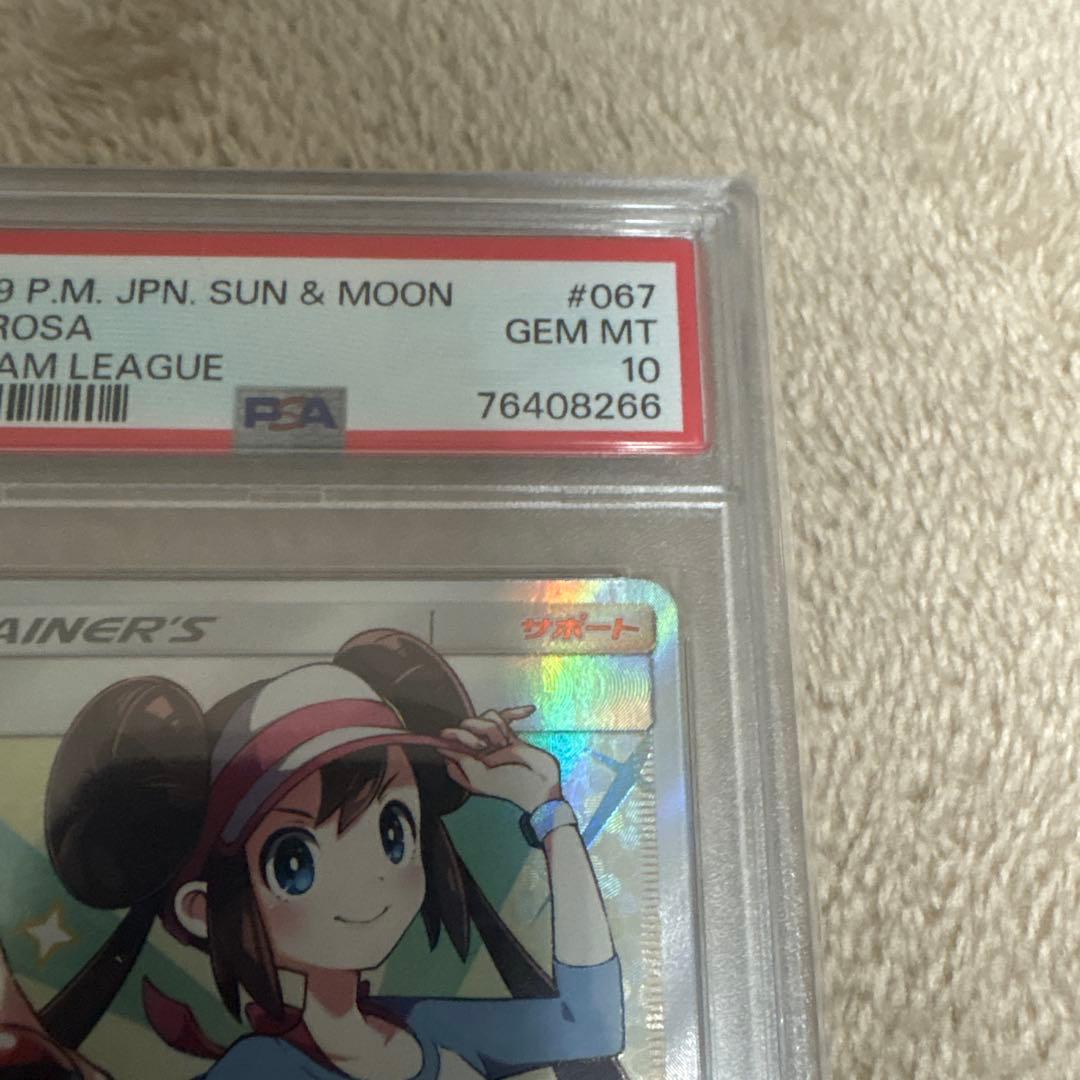 9 P.M. JPN. SUN & MOON #067
ROSA GEM MT
AM LEAGUE 10
PSA 76408266
AINER'S サポート